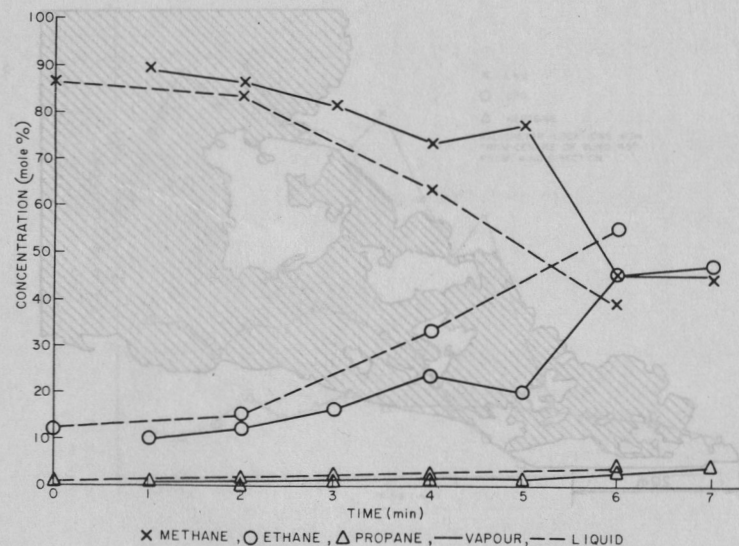 100
90
80
70
60
50
40
30
20
10
0
CONCENTRATION (mole %)
0 1 2 3 4 5 6 7
TIME (min)
× METHANE, ○ ETHANE, △ PROPANE, — VAPOUR, -- LIQUID